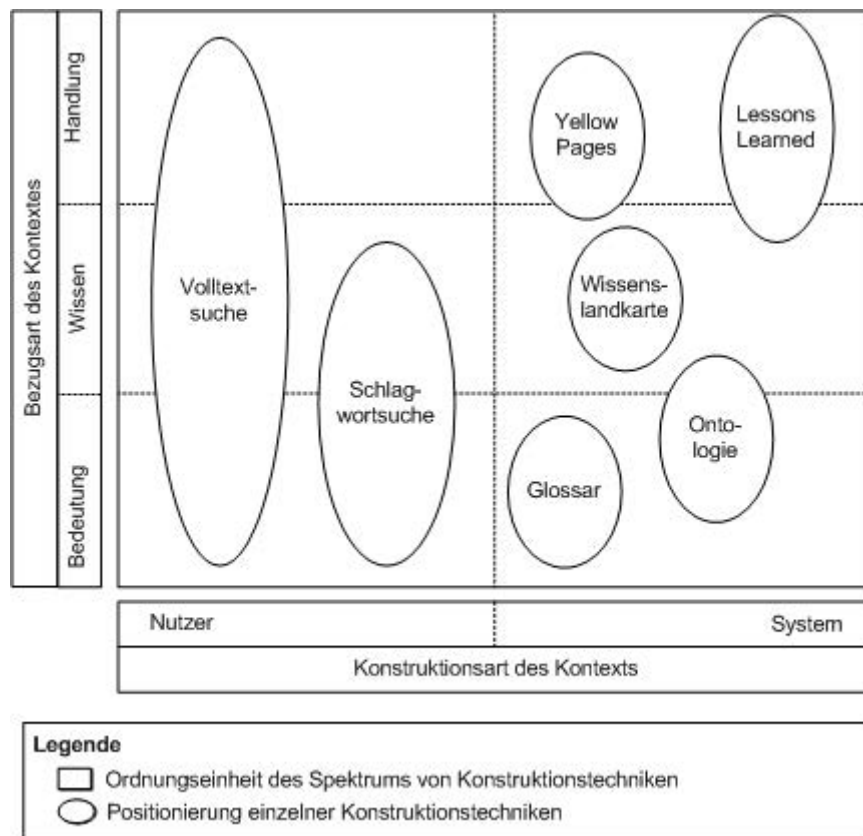 Bezugsart des Kontextes
Handlung
Wissen
Bedeutung
Yellow
Pages
Lessons
Learned
Volltext-
suche
Wissens-
landkarte
Schlag-
wortsuche
Onto-
logie
Glossar
Nutzer
System
Konstruktionsart des Kontexts
Legende
Ordnungseinheit des Spektrums von Konstruktionstechniken
Positionierung einzelner Konstruktionstechniken